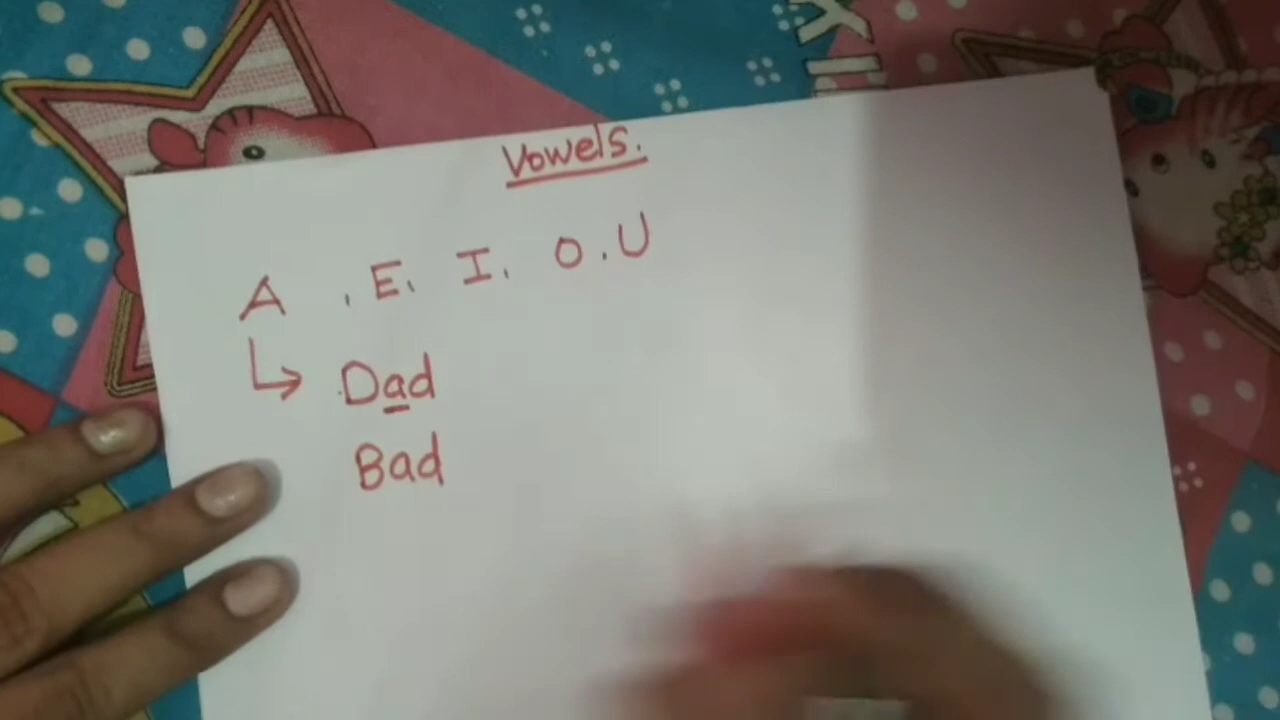 Vowels.
A , E, I, O, U
Dad
Bad